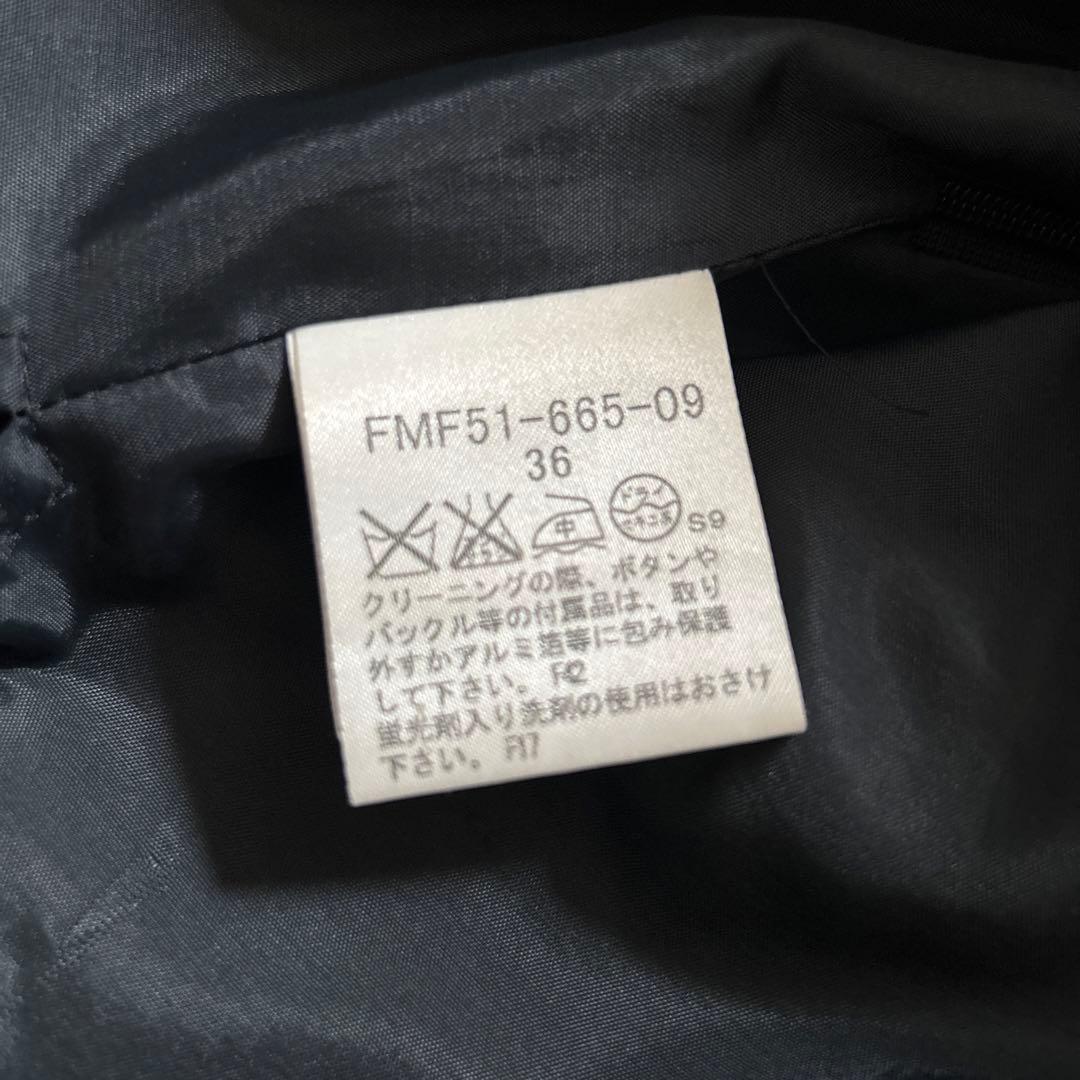 FMF51-665-09
36
中 ドライ セキユ系 S9
クリーニングの際、ボタンや
バックル等の付属品は、取り
外すかアルミ箔等に包み保護
して下さい。 F42
蛍光剤入り洗剤の使用はおさけ
下さい。 F17